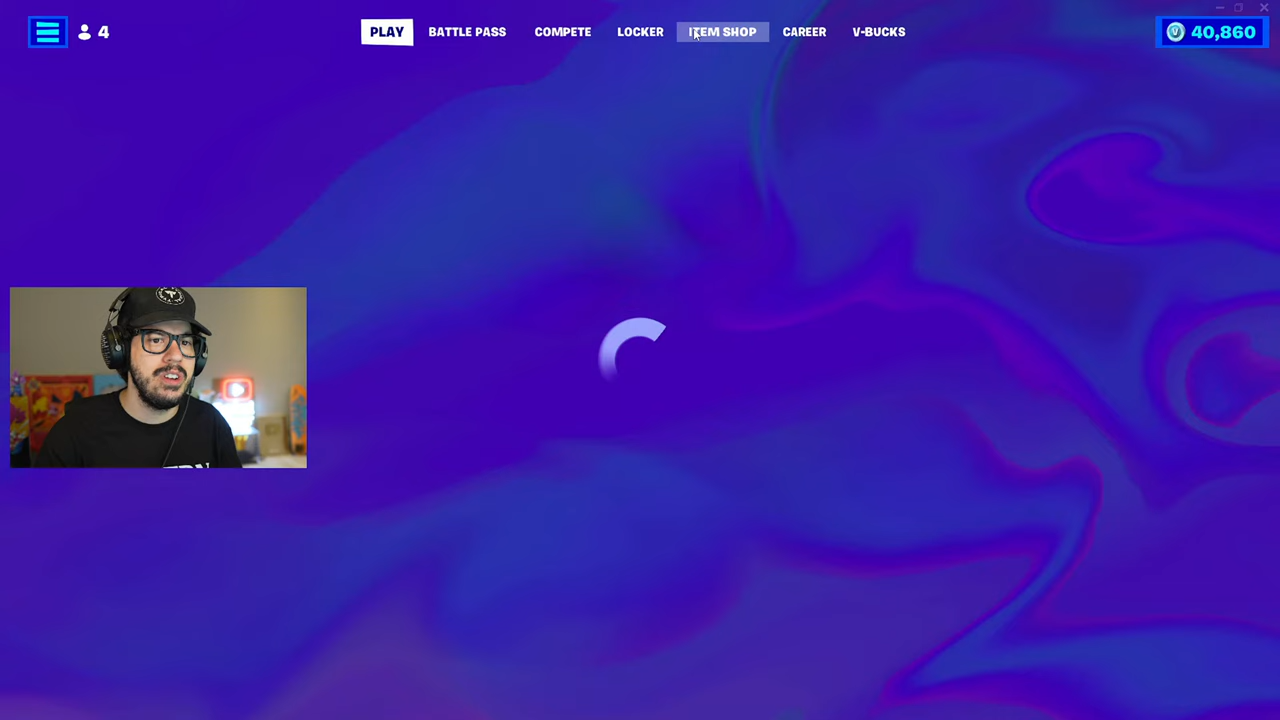 4
PLAY
BATTLE PASS
COMPETE
LOCKER
ITEM SHOP
CAREER
V-BUCKS
40,860